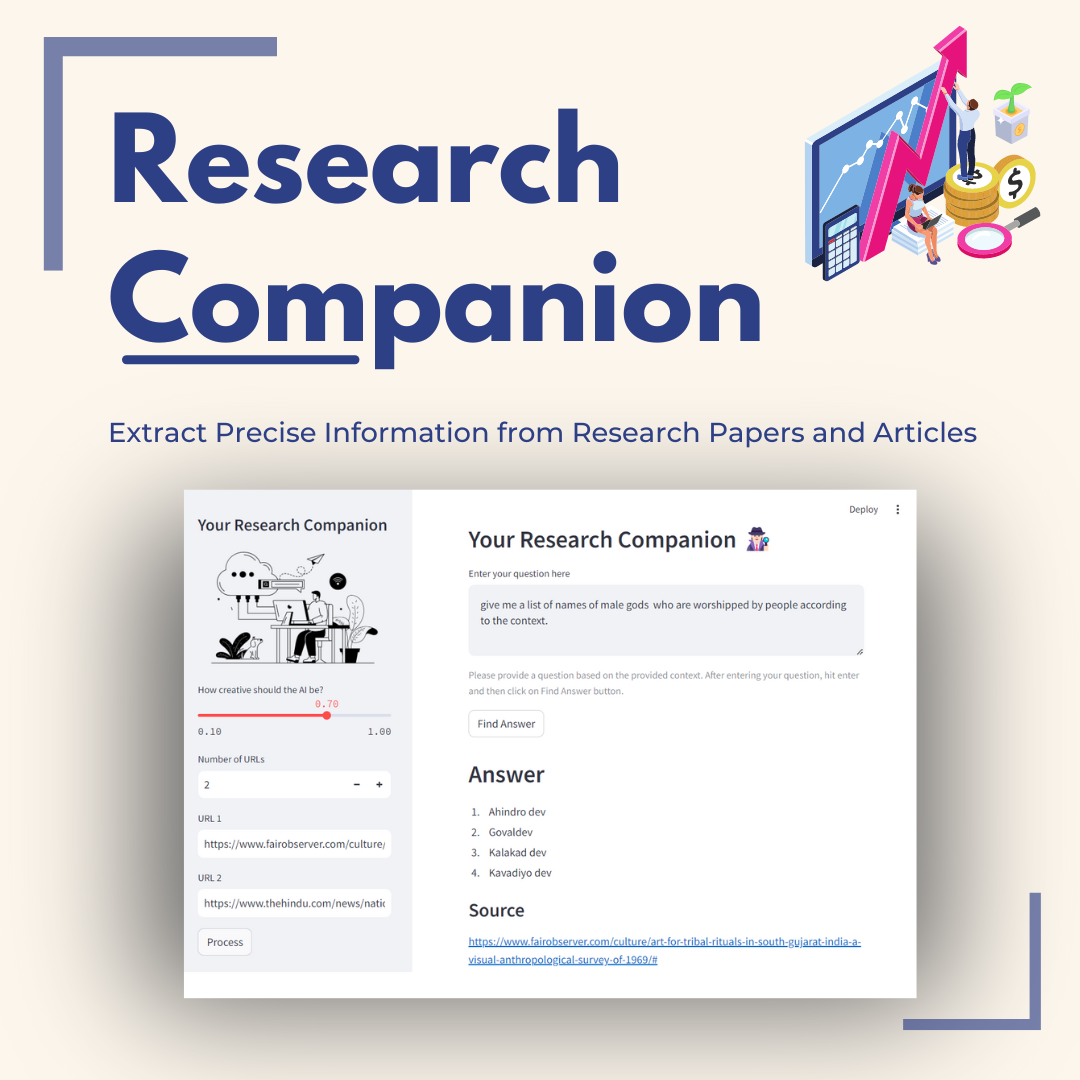 Research
Companion
Extract Precise Information from Research Papers and Articles
Your Research Companion
How creative should the AI be?
0.70
0.10 1.00
Number of URLs
2
URL 1
https://www.fairobserver.com/culture/
URL 2
https://www.thehindu.com/news/natic
Process
Deploy
Your Research Companion
Enter your question here
give me a list of names of male gods who are worshipped by people according
to the context.
Please provide a question based on the provided context. After entering your question, hit enter
and then click on Find Answer button.
Find Answer
Answer
1. Ahindro dev
2. Govaldev
3. Kalakad dev
4. Kavadiyo dev
Source
https://www.fairobserver.com/culture/art-for-tribal-rituals-in-south-gujarat-india-a-
visual-anthropological-survey-of-1969/#